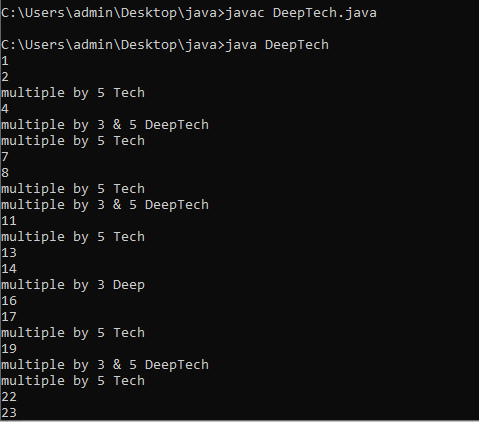 C:\Users\admin\Desktop\java>javac DeepTech.java
C:\Users\admin\Desktop\java>java DeepTech
1
2
multiple by 5 Tech
4
multiple by 3 & 5 DeepTech
multiple by 5 Tech
7
8
multiple by 5 Tech
multiple by 3 & 5 DeepTech
11
multiple by 5 Tech
13
14
multiple by 3 Deep
16
17
multiple by 5 Tech
19
multiple by 3 & 5 DeepTech
multiple by 5 Tech
22
23